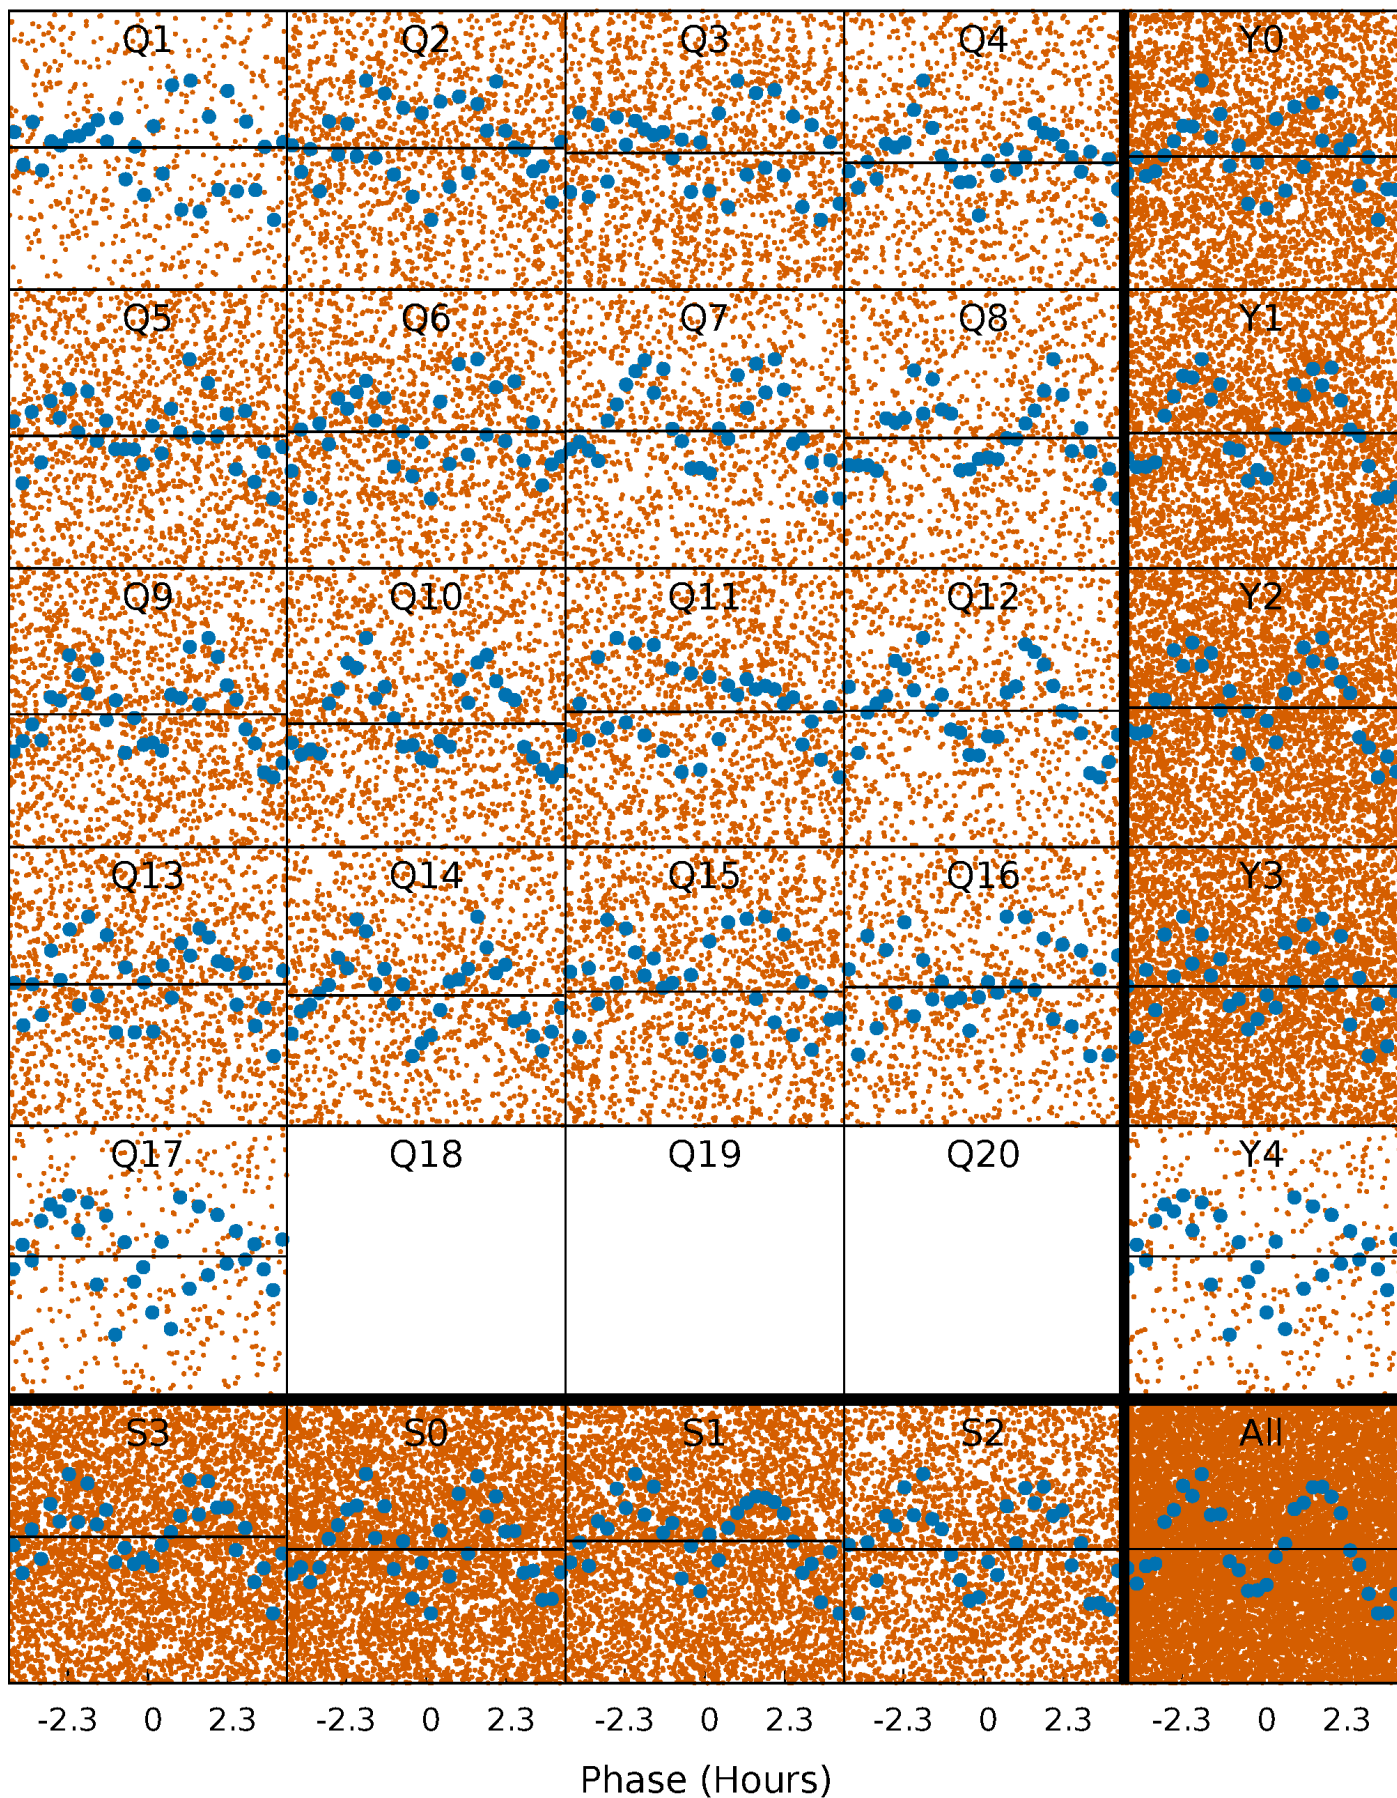 Q1 Q2 Q3 Q4 Y0
Q5 Q6 Q7 Q8 Y1
Q9 Q10 Q11 Q12 Y2
Q13 Q14 Q15 Q16 Y3
Q17 Q18 Q19 Q20 Y4
S3 S0 S1 S2 All
-2.3 0 2.3 -2.3 0 2.3 -2.3 0 2.3 -2.3 0 2.3 -2.3 0 2.3
Phase (Hours)